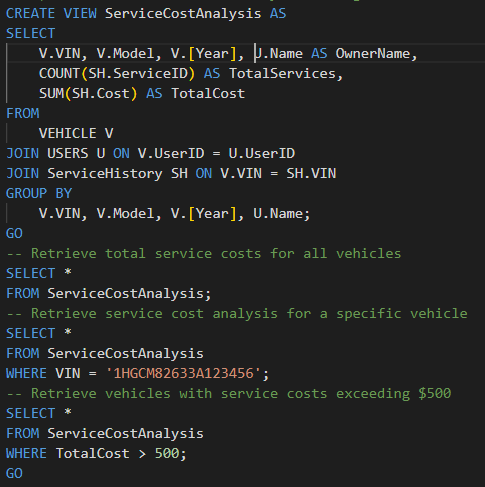 CREATE VIEW ServiceCostAnalysis AS
SELECT
    V.VIN, V.Model, V.[Year], U.Name AS OwnerName,
    COUNT(SH.ServiceID) AS TotalServices,
    SUM(SH.Cost) AS TotalCost
FROM
    VEHICLE V
JOIN USERS U ON V.UserID = U.UserID
JOIN ServiceHistory SH ON V.VIN = SH.VIN
GROUP BY
    V.VIN, V.Model, V.[Year], U.Name;
GO
-- Retrieve total service costs for all vehicles
SELECT *
FROM ServiceCostAnalysis;
-- Retrieve service cost analysis for a specific vehicle
SELECT *
FROM ServiceCostAnalysis
WHERE VIN = '1HGCM82633A123456';
-- Retrieve vehicles with service costs exceeding $500
SELECT *
FROM ServiceCostAnalysis
WHERE TotalCost > 500;
GO